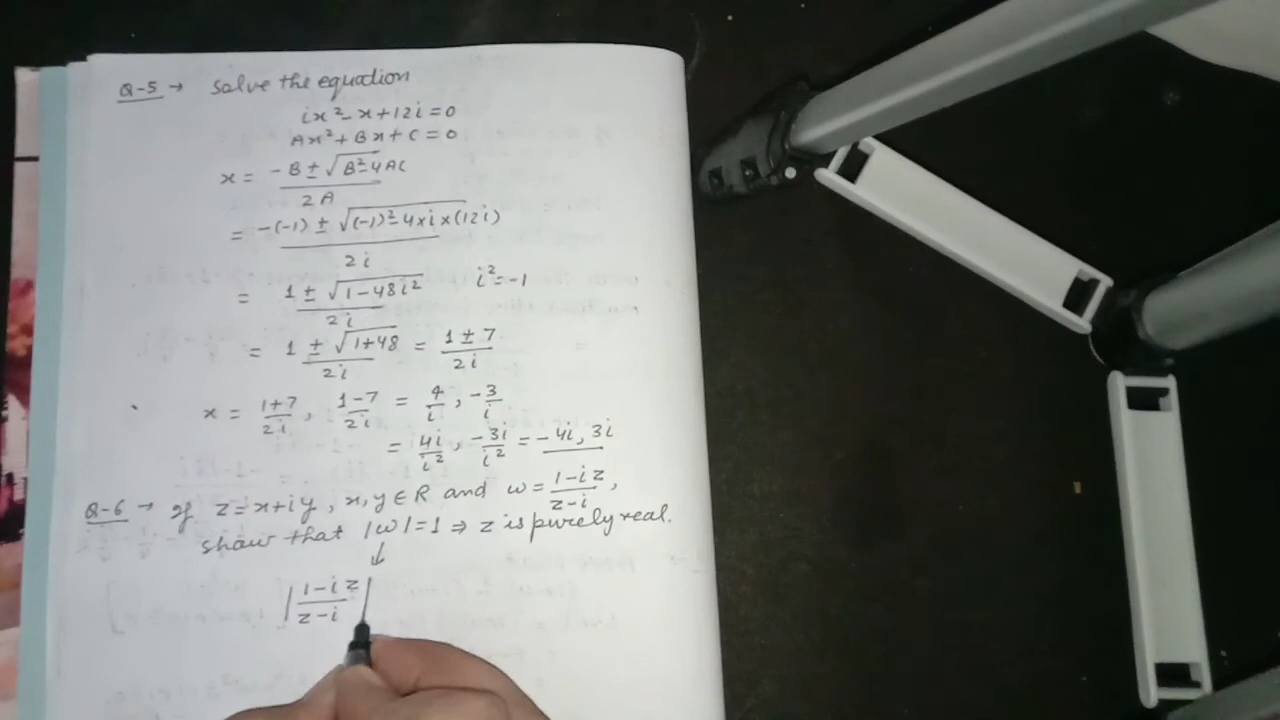 Q-5 → Solve the equation
ix² - x + 12i = 0
Ax² + Bx + C = 0
x = (-B ± √(B² - 4AC)) / 2A
= (-(-1) ± √((-1)² - 4×i×(12i))) / 2i
= (1 ± √(1 - 48i²)) / 2i    i² = -1
= (1 ± √(1 + 48)) / 2i = (1 ± 7) / 2i
x = (1+7)/2i , (1-7)/2i = 4/i , -3/i
= 4i/i² , -3i/i² = -4i, 3i
Q-6 → If z = x + iy , x, y ∈ R and w = (1-iz)/(z-i) ,
show that |w| = 1 ⇒ z is purely real.
↓
|(1-iz)/(z-i)|